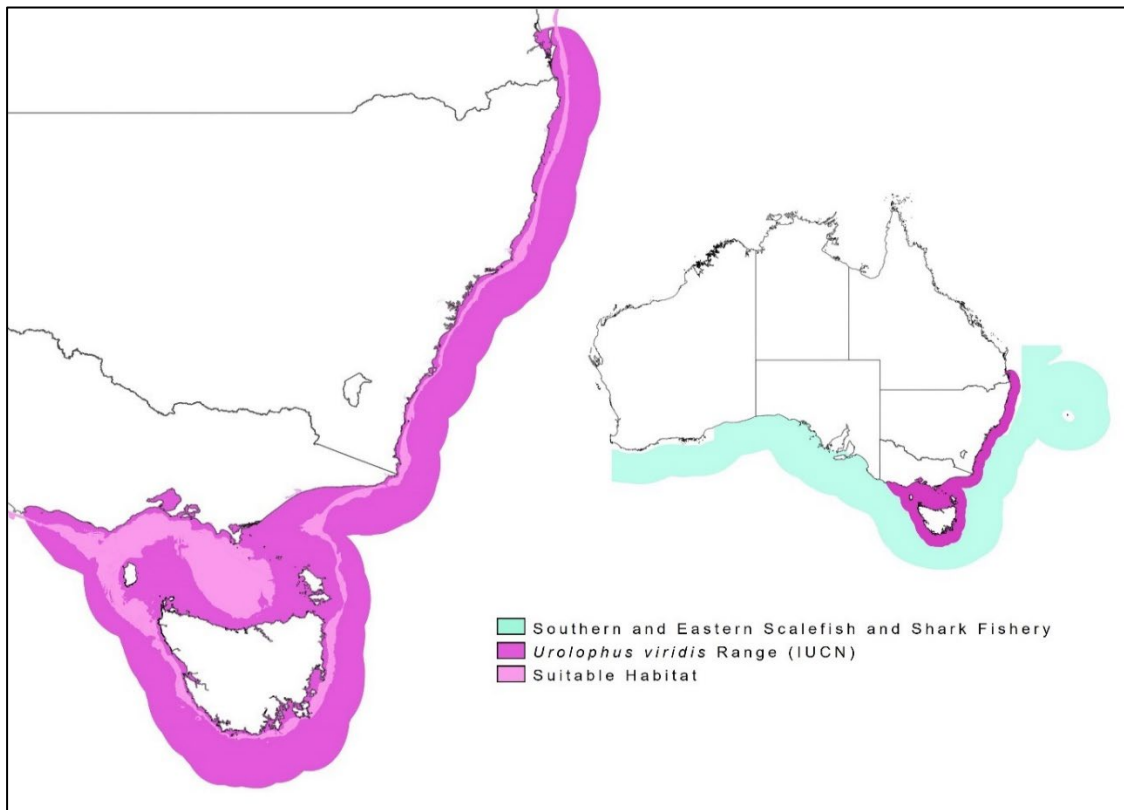 Southern and Eastern Scalefish and Shark Fishery
Urolophus viridis Range (IUCN)
Suitable Habitat